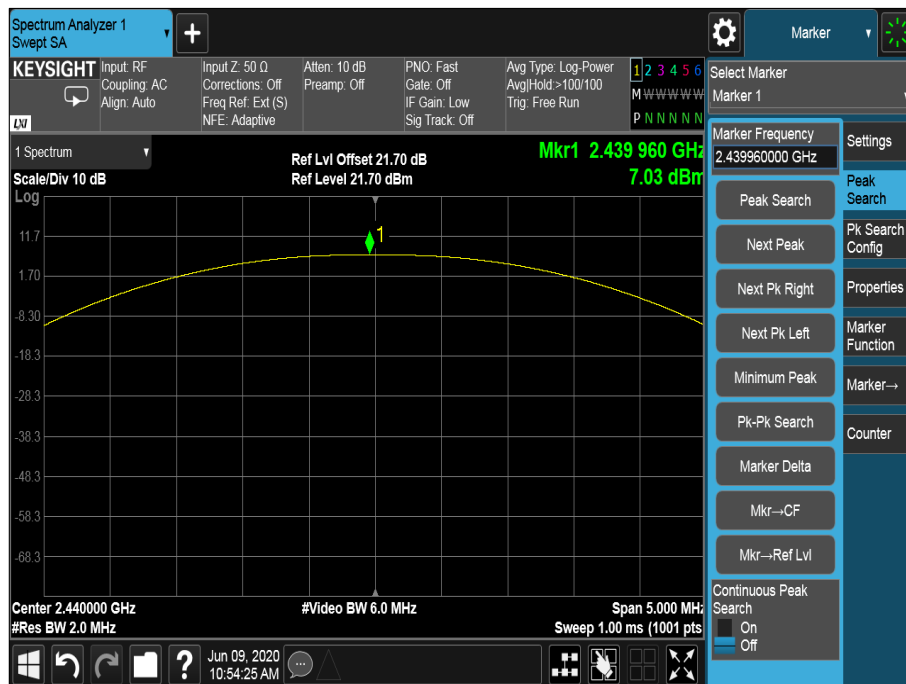 Spectrum Analyzer 1
Swept SA
Marker
KEYSIGHT
LXI
Input: RF
Coupling: AC
Align: Auto
Input Z: 50 Ω
Corrections: Off
Freq Ref: Ext (S)
NFE: Adaptive
Atten: 10 dB
Preamp: Off
PNO: Fast
Gate: Off
IF Gain: Low
Sig Track: Off
Avg Type: Log-Power
Avg|Hold:>100/100
Trig: Free Run
1 2 3 4 5 6
M W W W W W
P N N N N N
Select Marker
Marker 1
1 Spectrum
Scale/Div 10 dB
Log
Ref Lvl Offset 21.70 dB
Ref Level 21.70 dBm
Mkr1 2.439 960 GHz
7.03 dBm
1
11.7
1.70
-8.30
-18.3
-28.3
-38.3
-48.3
-58.3
-68.3
Center 2.440000 GHz
#Res BW 2.0 MHz
#Video BW 6.0 MHz
Span 5.000 MHz
Sweep 1.00 ms (1001 pts
Marker Frequency
2.439960000 GHz
Peak Search
Next Peak
Next Pk Right
Next Pk Left
Minimum Peak
Pk-Pk Search
Marker Delta
Mkr→CF
Mkr→Ref Lvl
Continuous Peak
Search
On
Off
Settings
Peak
Search
Pk Search
Config
Properties
Marker
Function
Marker→
Counter
?
Jun 09, 2020
10:54:25 AM